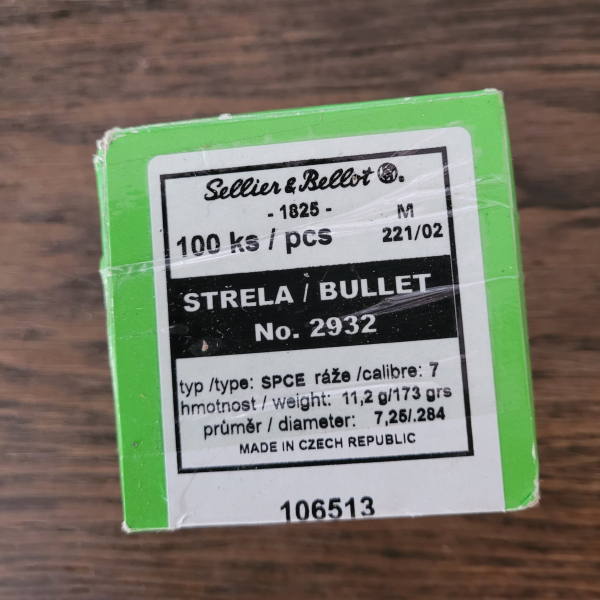 Sellier & Bellot
- 1825 -
M
100 ks / pcs
221/02
STRELA / BULLET
No. 2932
typ /type: SPCE ráže /calibre: 7
hmotnost / weight: 11,2 g/173 grs
průměr / diameter: 7,25/.284
MADE IN CZECH REPUBLIC
106513